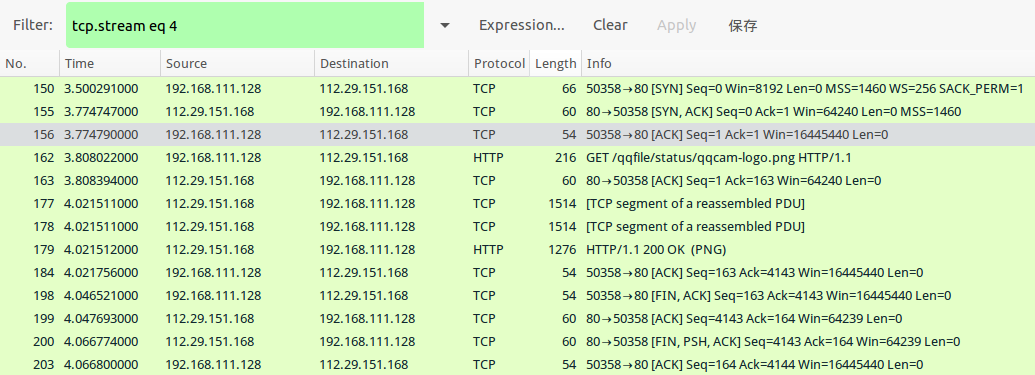 Filter: tcp.stream eq 4 Expression... Clear Apply 保存
No. Time Source Destination Protocol Length Info
150 3.500291000 192.168.111.128 112.29.151.168 TCP 66 50358→80 [SYN] Seq=0 Win=8192 Len=0 MSS=1460 WS=256 SACK_PERM=1
155 3.774747000 112.29.151.168 192.168.111.128 TCP 60 80→50358 [SYN, ACK] Seq=0 Ack=1 Win=64240 Len=0 MSS=1460
156 3.774790000 192.168.111.128 112.29.151.168 TCP 54 50358→80 [ACK] Seq=1 Ack=1 Win=16445440 Len=0
162 3.808022000 192.168.111.128 112.29.151.168 HTTP 216 GET /qqfile/status/qqcam-logo.png HTTP/1.1
163 3.808394000 112.29.151.168 192.168.111.128 TCP 60 80→50358 [ACK] Seq=1 Ack=163 Win=64240 Len=0
177 4.021511000 112.29.151.168 192.168.111.128 TCP 1514 [TCP segment of a reassembled PDU]
178 4.021511000 112.29.151.168 192.168.111.128 TCP 1514 [TCP segment of a reassembled PDU]
179 4.021512000 112.29.151.168 192.168.111.128 HTTP 1276 HTTP/1.1 200 OK (PNG)
184 4.021756000 192.168.111.128 112.29.151.168 TCP 54 50358→80 [ACK] Seq=163 Ack=4143 Win=16445440 Len=0
198 4.046521000 192.168.111.128 112.29.151.168 TCP 54 50358→80 [FIN, ACK] Seq=163 Ack=4143 Win=16445440 Len=0
199 4.047693000 112.29.151.168 192.168.111.128 TCP 60 80→50358 [ACK] Seq=4143 Ack=164 Win=64239 Len=0
200 4.066774000 112.29.151.168 192.168.111.128 TCP 60 80→50358 [FIN, PSH, ACK] Seq=4143 Ack=164 Win=64239 Len=0
203 4.066800000 192.168.111.128 112.29.151.168 TCP 54 50358→80 [ACK] Seq=164 Ack=4144 Win=16445440 Len=0